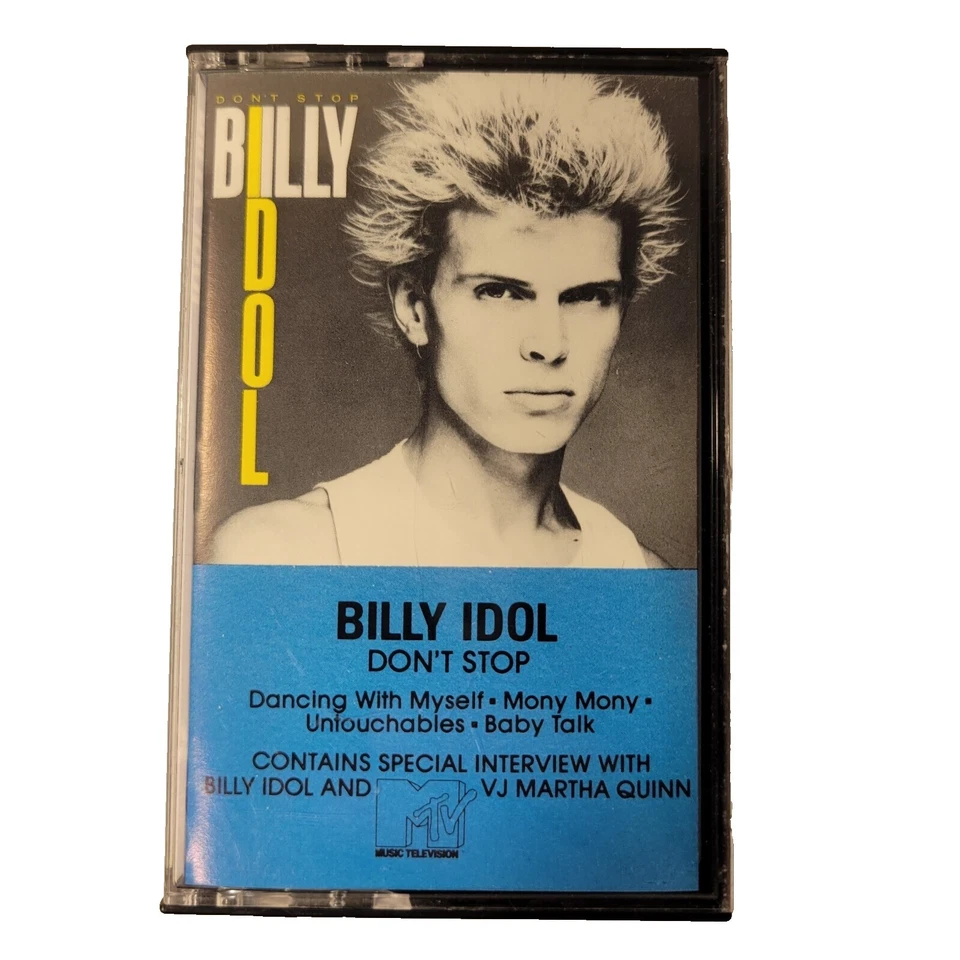 DON'T STOP
BILLY
IDOL
BILLY IDOL
DON'T STOP
Dancing With Myself ▪ Mony Mony ▪
Untouchables ▪ Baby Talk
CONTAINS SPECIAL INTERVIEW WITH
BILLY IDOL AND MTV VJ MARTHA QUINN
MUSIC TELEVISION